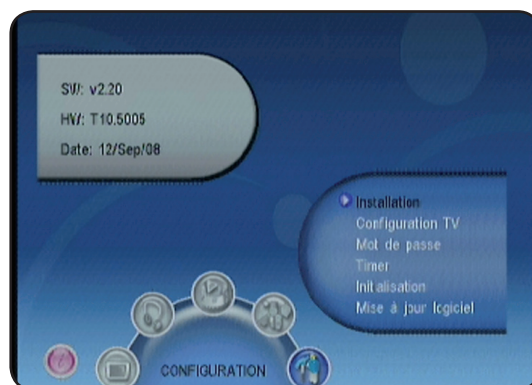 SW: v2.20
HW: T10.5005
Date: 12/Sep/08
Installation
Configuration TV
Mot de passe
Timer
Initialisation
Mise à jour logiciel
CONFIGURATION